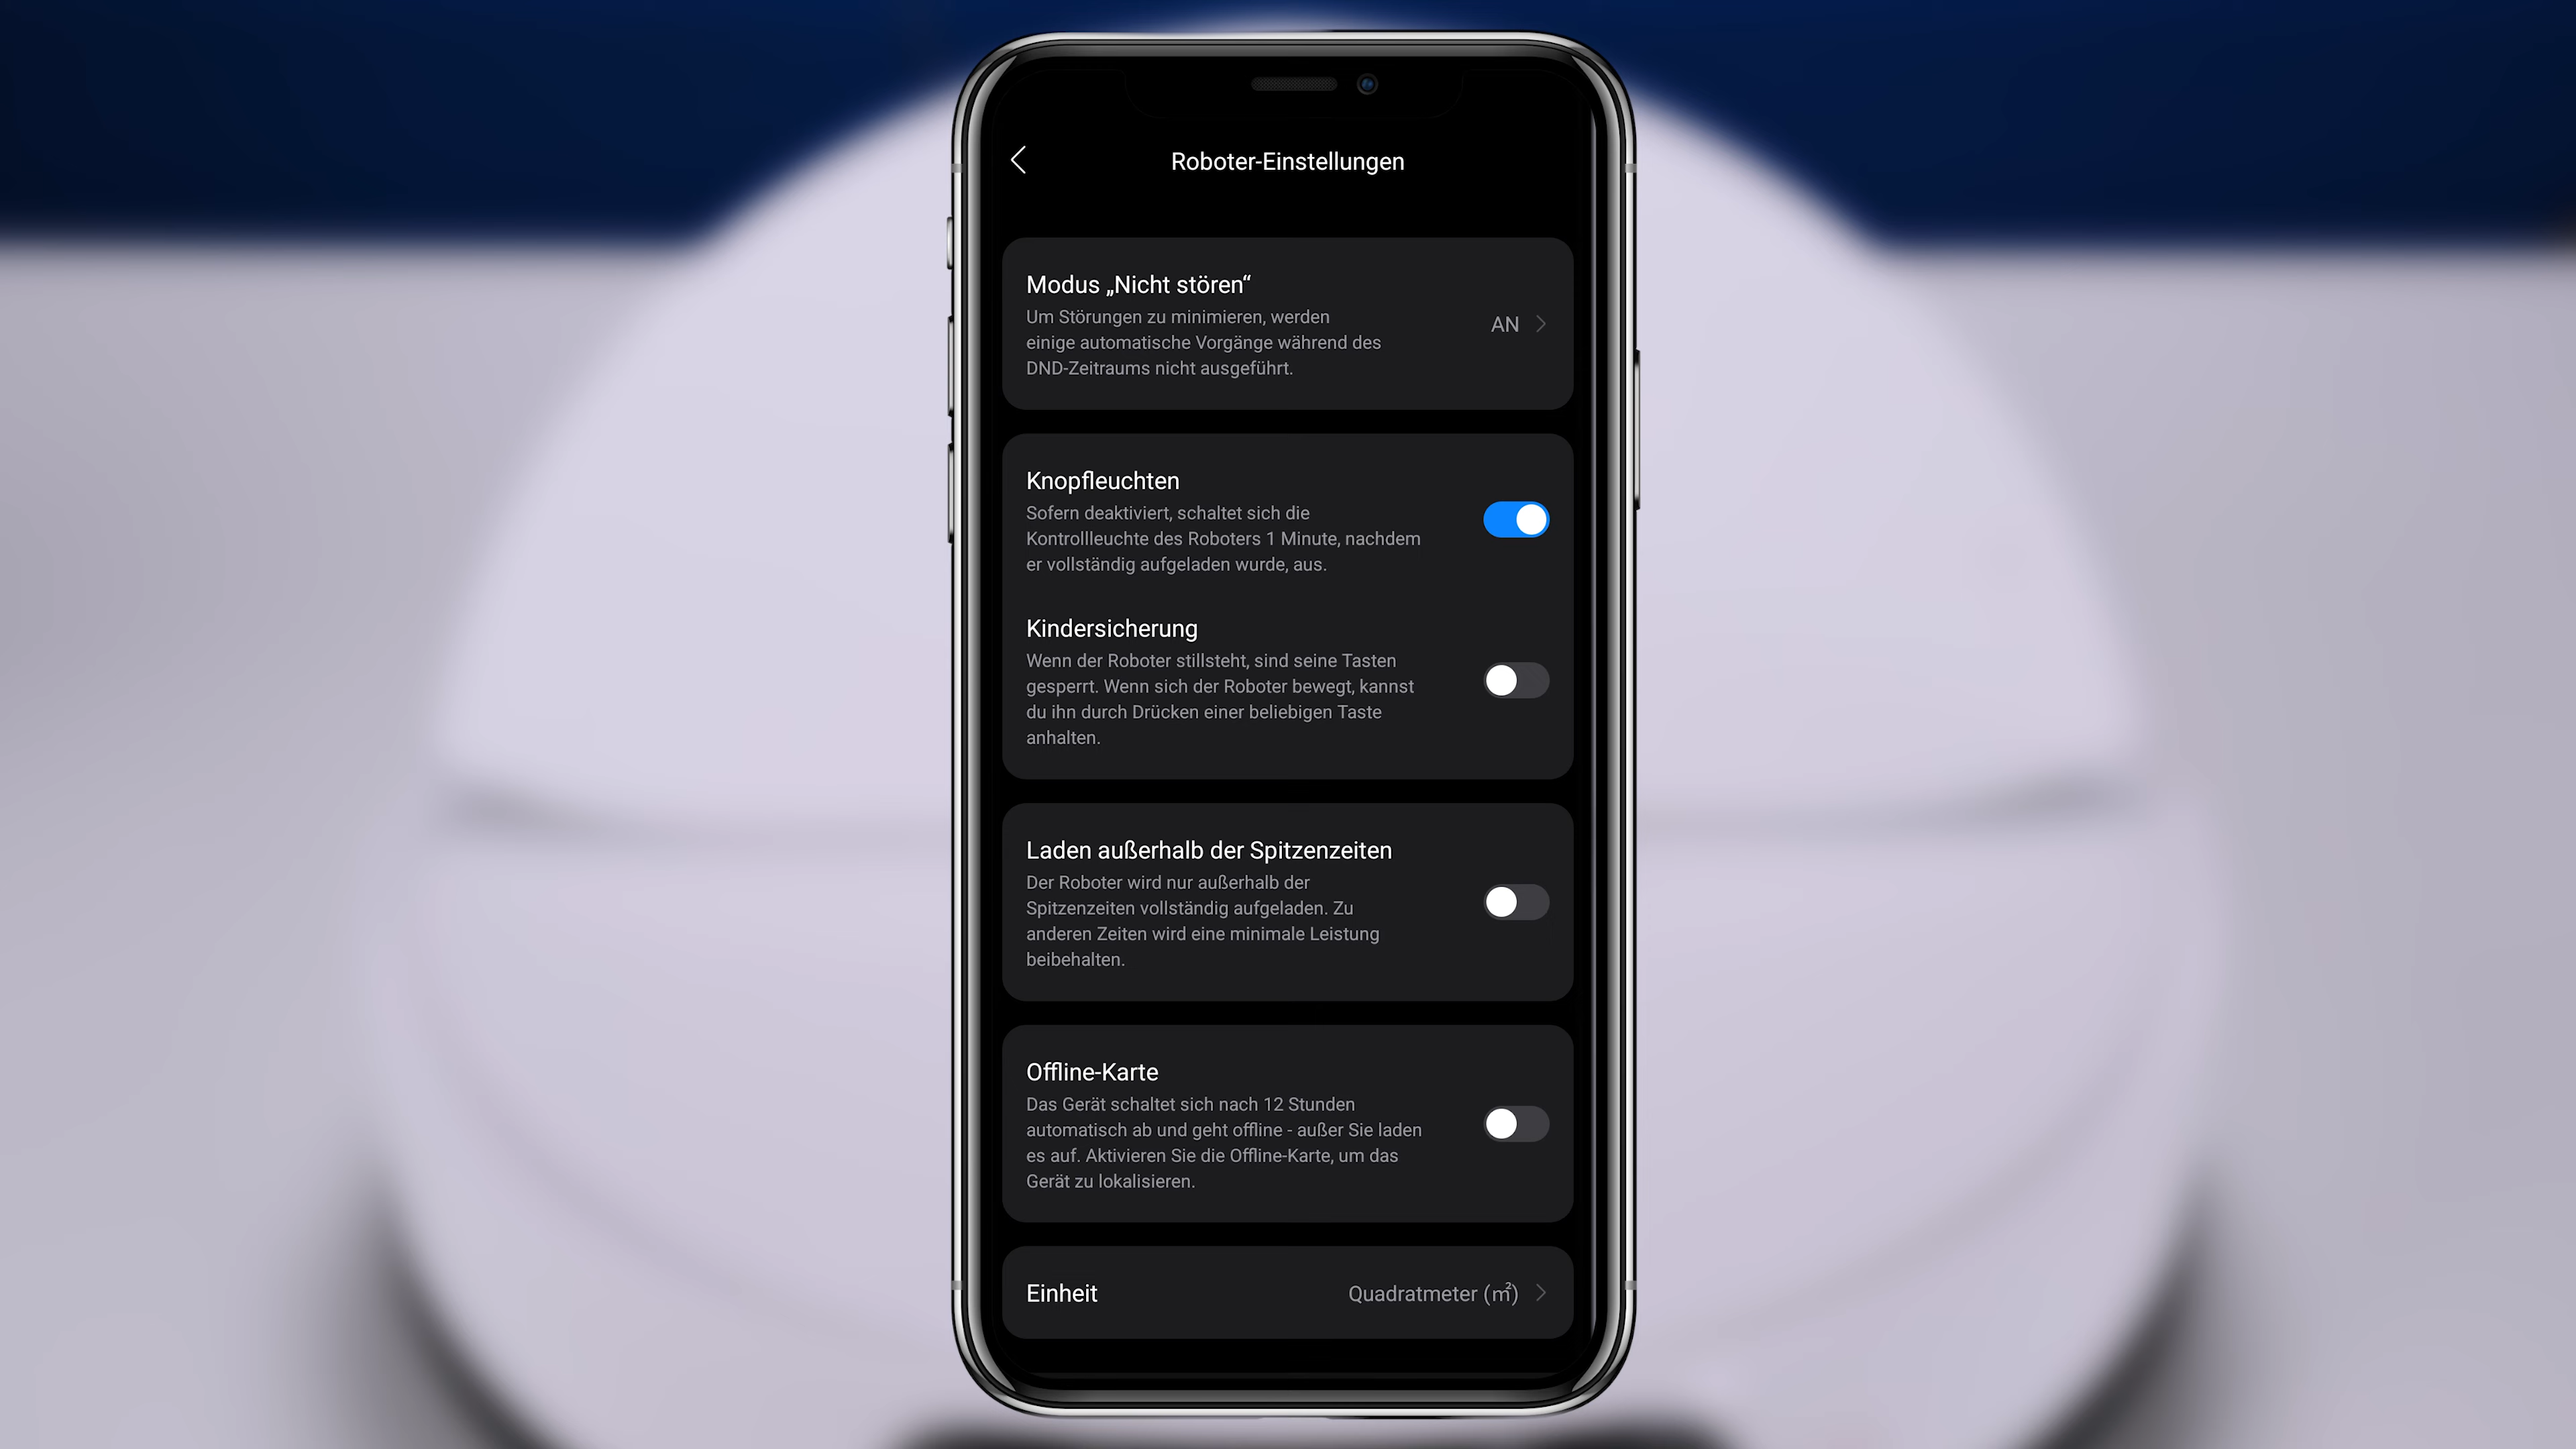 Roboter-Einstellungen
Modus „Nicht stören“
Um Störungen zu minimieren, werden
einige automatische Vorgänge während des
DND-Zeitraums nicht ausgeführt.
AN
Knopfleuchten
Sofern deaktiviert, schaltet sich die
Kontrollleuchte des Roboters 1 Minute, nachdem
er vollständig aufgeladen wurde, aus.
Kindersicherung
Wenn der Roboter stillsteht, sind seine Tasten
gesperrt. Wenn sich der Roboter bewegt, kannst
du ihn durch Drücken einer beliebigen Taste
anhalten.
Laden außerhalb der Spitzenzeiten
Der Roboter wird nur außerhalb der
Spitzenzeiten vollständig aufgeladen. Zu
anderen Zeiten wird eine minimale Leistung
beibehalten.
Offline-Karte
Das Gerät schaltet sich nach 12 Stunden
automatisch ab und geht offline - außer Sie laden
es auf. Aktivieren Sie die Offline-Karte, um das
Gerät zu lokalisieren.
Einheit Quadratmeter (㎡)